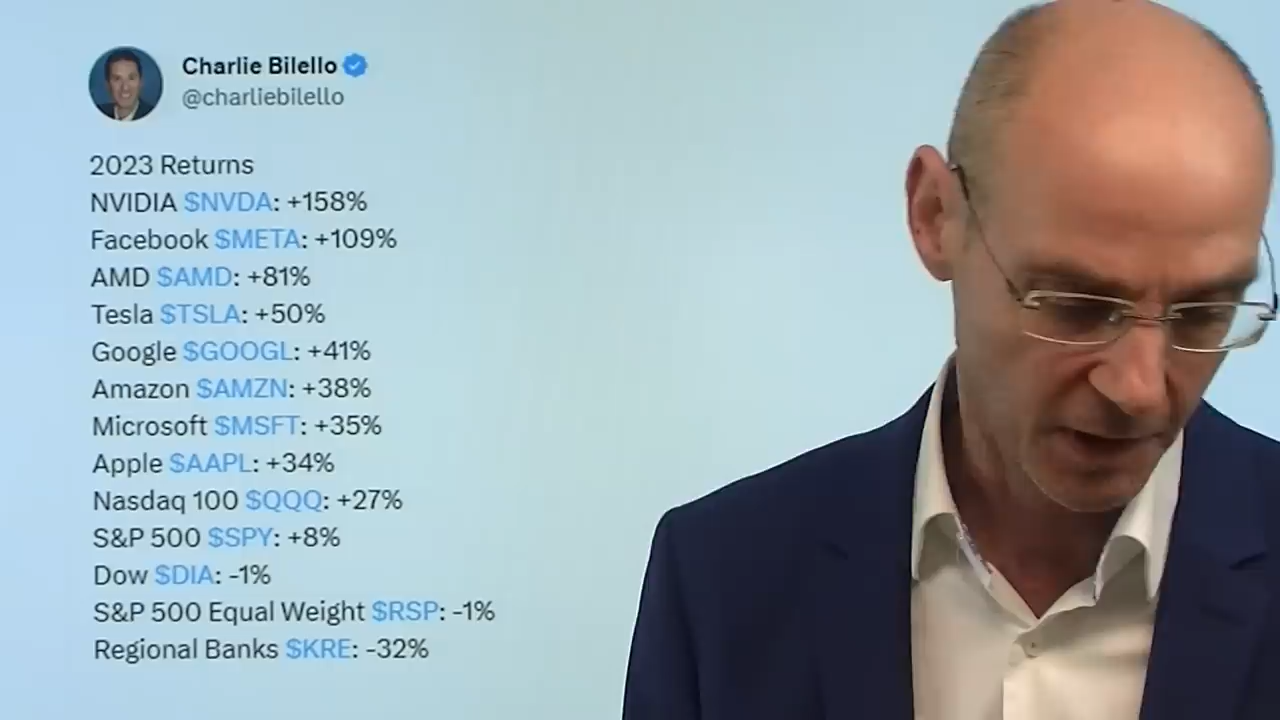 Charlie Bilello
@charliebilello
2023 Returns
NVIDIA $NVDA: +158%
Facebook $META: +109%
AMD $AMD: +81%
Tesla $TSLA: +50%
Google $GOOGL: +41%
Amazon $AMZN: +38%
Microsoft $MSFT: +35%
Apple $AAPL: +34%
Nasdaq 100 $QQQ: +27%
S&P 500 $SPY: +8%
Dow $DIA: -1%
S&P 500 Equal Weight $RSP: -1%
Regional Banks $KRE: -32%